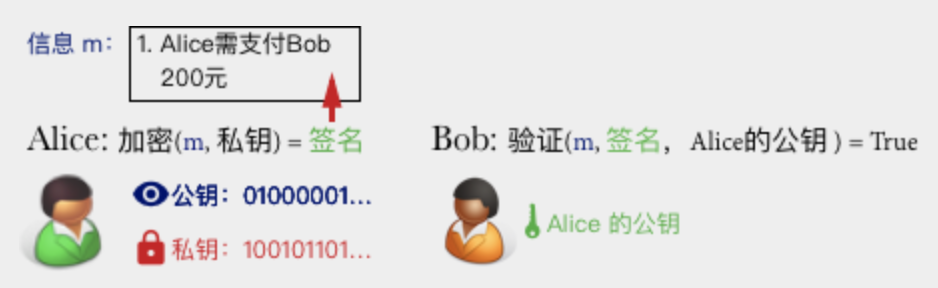 信息 m：
1. Alice需支付Bob
200元
Alice: 加密(m, 私钥) = 签名
Bob: 验证(m, 签名， Alice的公钥 ) = True
公钥：01000001...
私钥：100101101...
Alice 的公钥